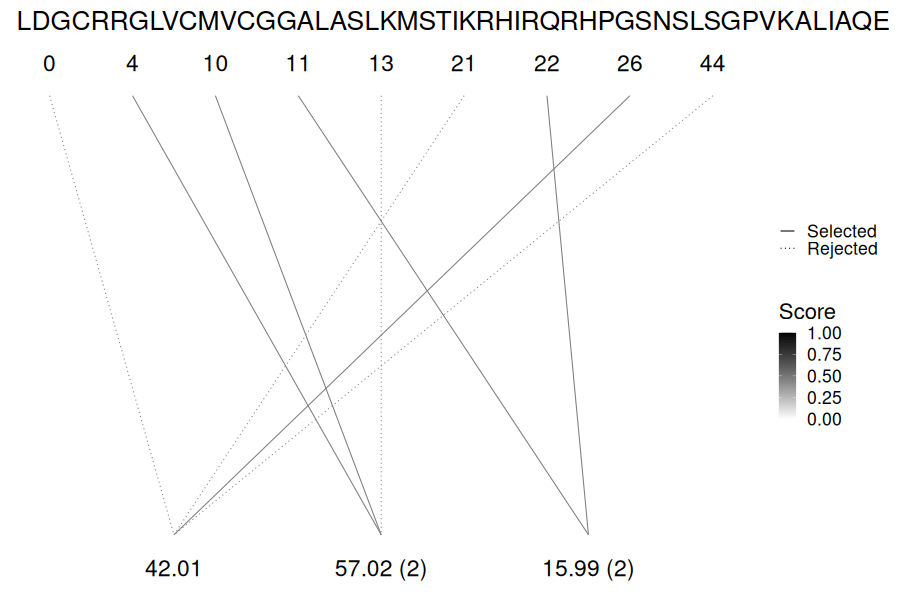 LDGCRRGLVCMVCGGALASLKMSTIKRHIRQRHPGSNSLSGPVKALIAQE
0 4 10 11 13 21 22 26 44
Selected
Rejected
Score
1.00
0.75
0.50
0.25
0.00
42.01 57.02 (2) 15.99 (2)